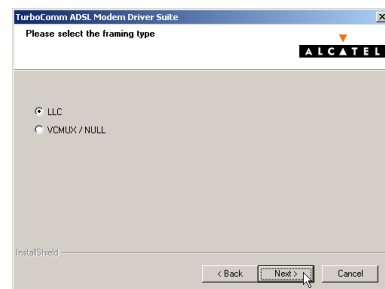 TurboComm ADSL Modem Driver Suite
Please select the framing type
ALCATEL
LLC
VCMUX / NULL
InstallShield
< Back
Next >
Cancel